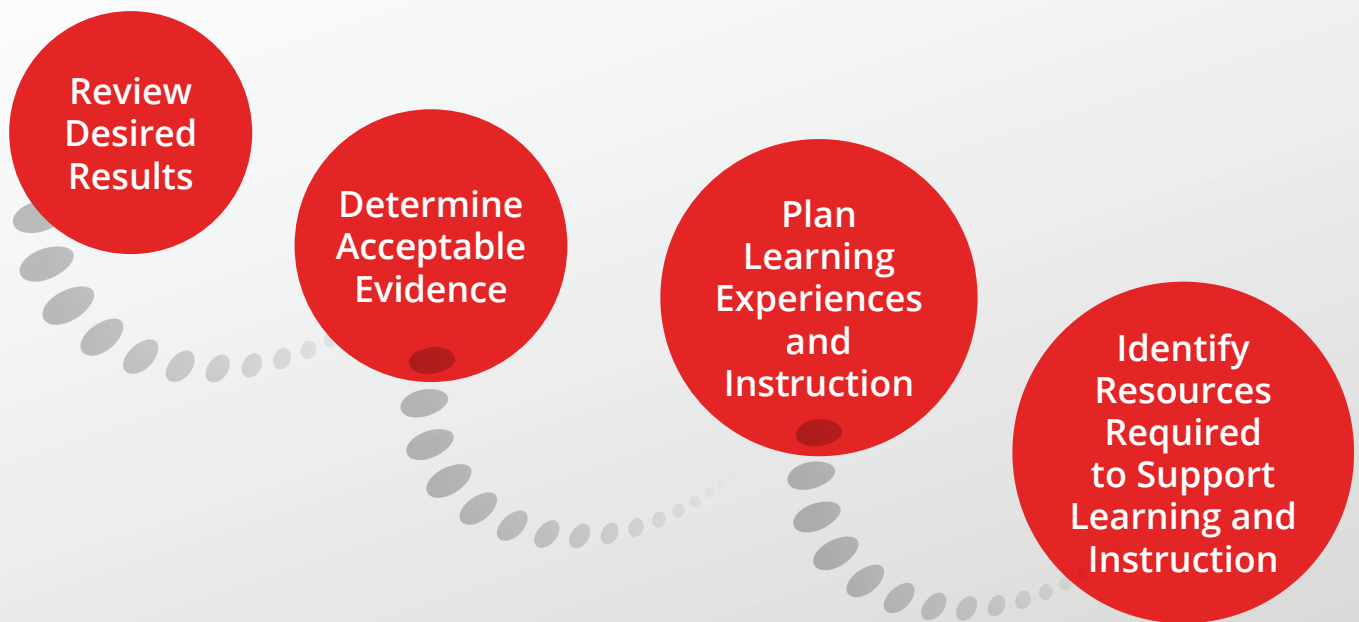 Review
Desired
Results
Determine
Acceptable
Evidence
Plan
Learning
Experiences
and
Instruction
Identify
Resources
Required
to Support
Learning and
Instruction